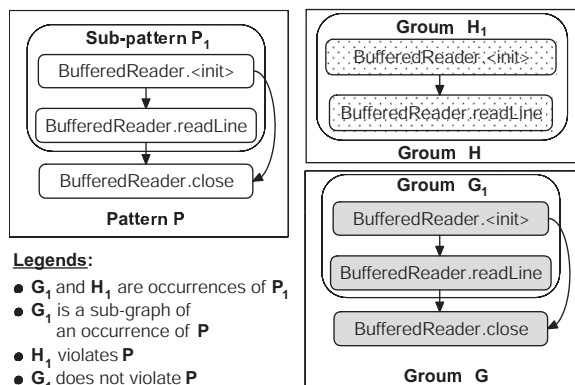 Sub-pattern P1
BufferedReader.<init>
BufferedReader.readLine
BufferedReader.close
Pattern P
Legends:
● G1 and H1 are occurrences of P1
● G1 is a sub-graph of
an occurrence of P
● H1 violates P
● G1 does not violate P
Groum H1
BufferedReader.<init>
BufferedReader.readLine
Groum H
Groum G1
BufferedReader.<init>
BufferedReader.readLine
BufferedReader.close
Groum G